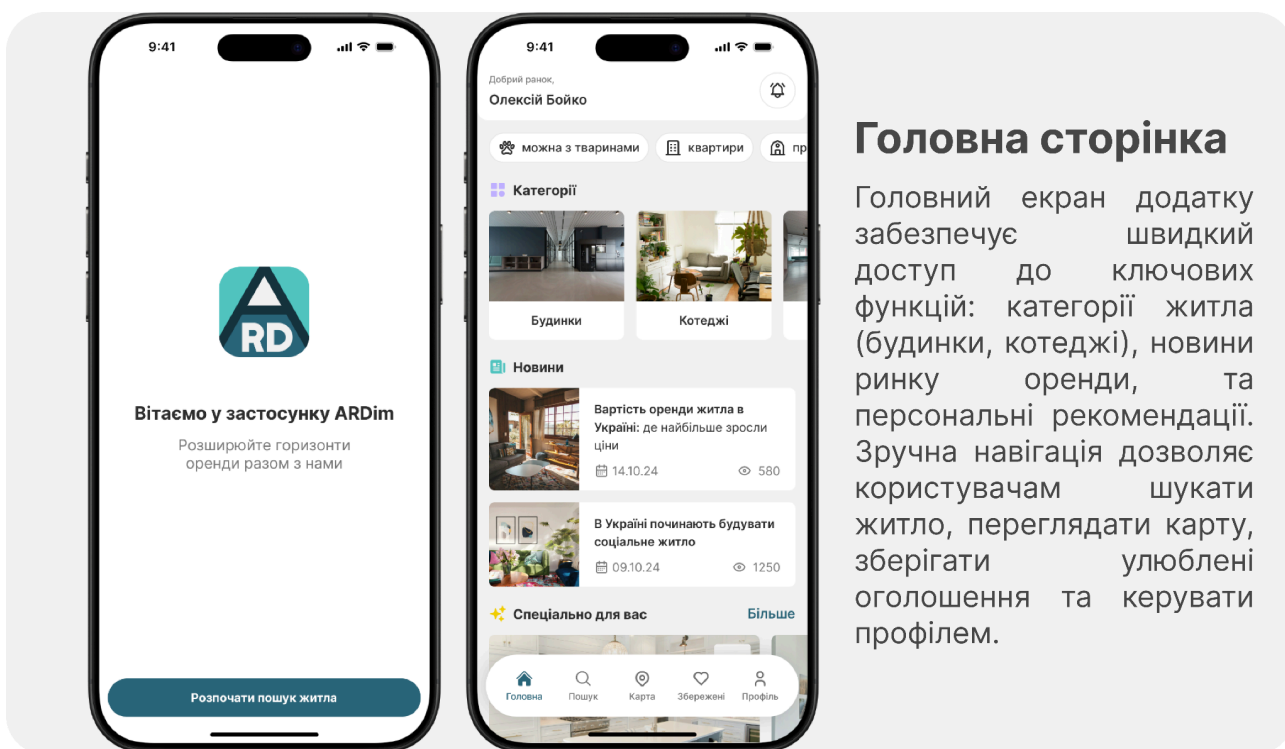 9:41
RD
Вітаємо у застосунку ARDim
Розширюйте горизонти
оренди разом з нами
Розпочати пошук житла
9:41
Добрий ранок,
Олексій Бойко
можна з тваринами
квартири
пр
Категорії
Будинки
Котеджі
Новини
Вартість оренди житла в
Україні: де найбільше зросли
ціни
14.10.24
580
В Україні починають будувати
соціальне житло
09.10.24
1250
Спеціально для вас
Більше
Головна
Пошук
Карта
Збережені
Профіль
Головна сторінка
Головний екран додатку
забезпечує швидкий
доступ до ключових
функцій: категорії житла
(будинки, котеджі), новини
ринку оренди, та
персональні рекомендації.
Зручна навігація дозволяє
користувачам шукати
житло, переглядати карту,
зберігати улюблені
оголошення та керувати
профілем.